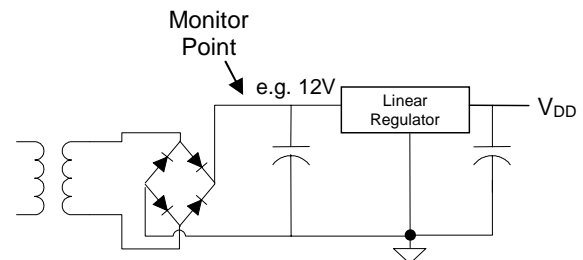 Monitor
Point
e.g. 12V
Linear
Regulator
VDD